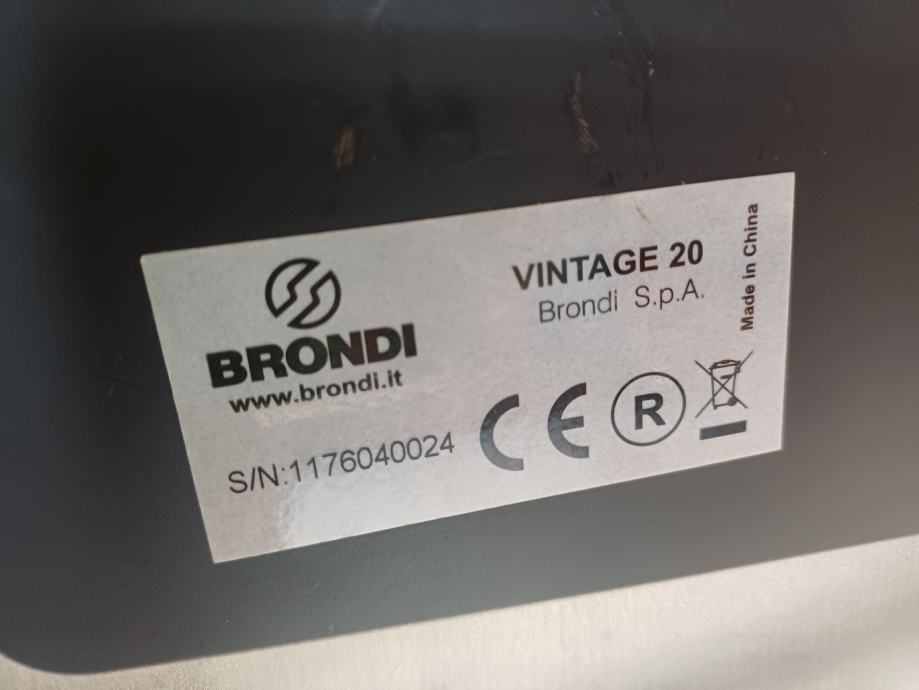 BRONDI
www.brondi.it
S/N:1176040024
VINTAGE 20
Brondi S.p.A.
Made in China
CE
R